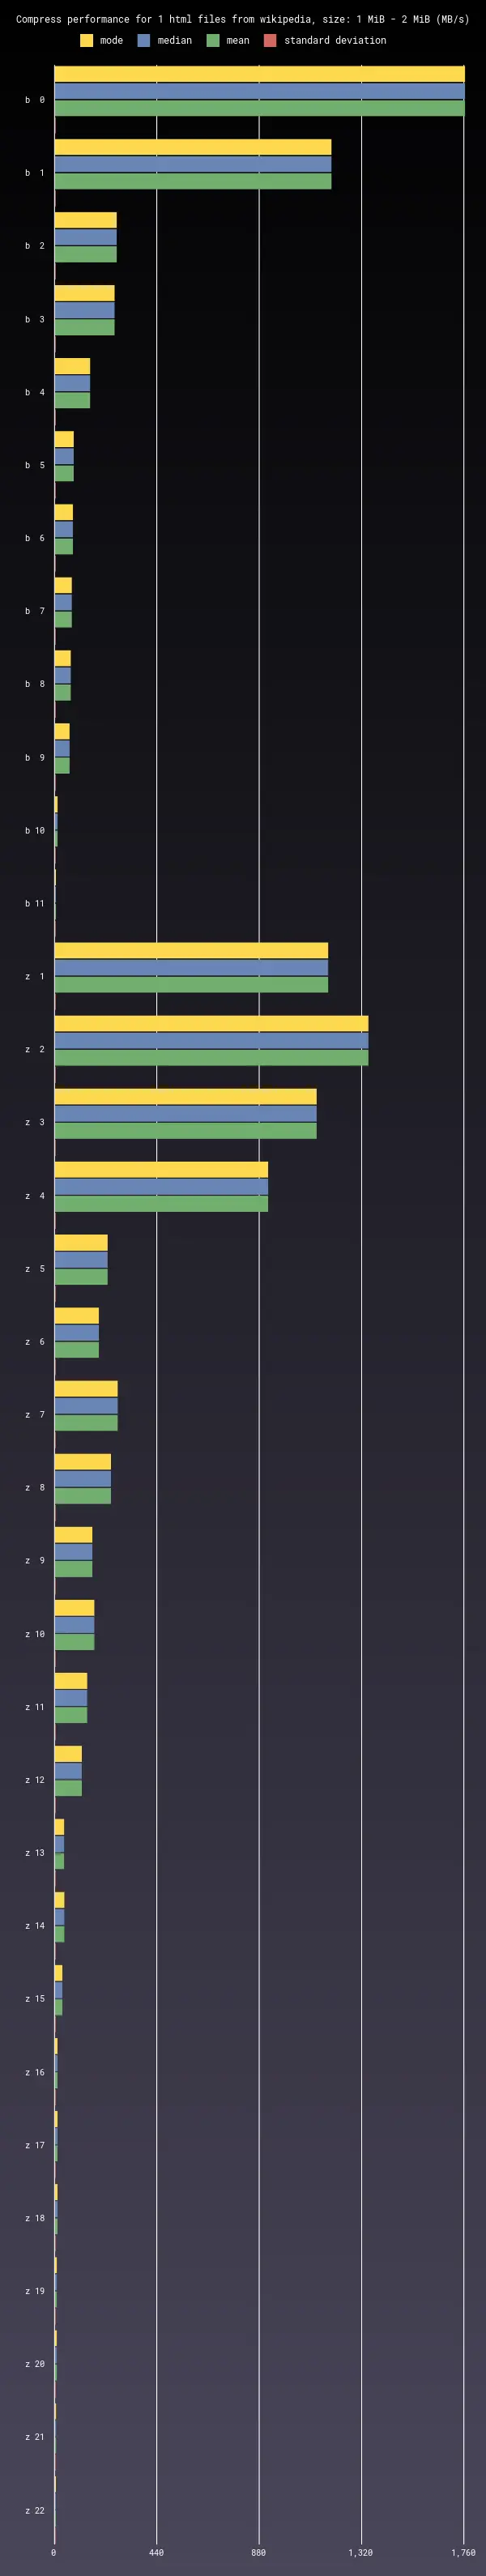 Compress performance for 1 html files from wikipedia, size: 1 MiB - 2 MiB (MB/s)
mode median mean standard deviation
b 0
b 1
b 2
b 3
b 4
b 5
b 6
b 7
b 8
b 9
b 10
b 11
z 1
z 2
z 3
z 4
z 5
z 6
z 7
z 8
z 9
z 10
z 11
z 12
z 13
z 14
z 15
z 16
z 17
z 18
z 19
z 20
z 21
z 22
0 440 880 1,320 1,760